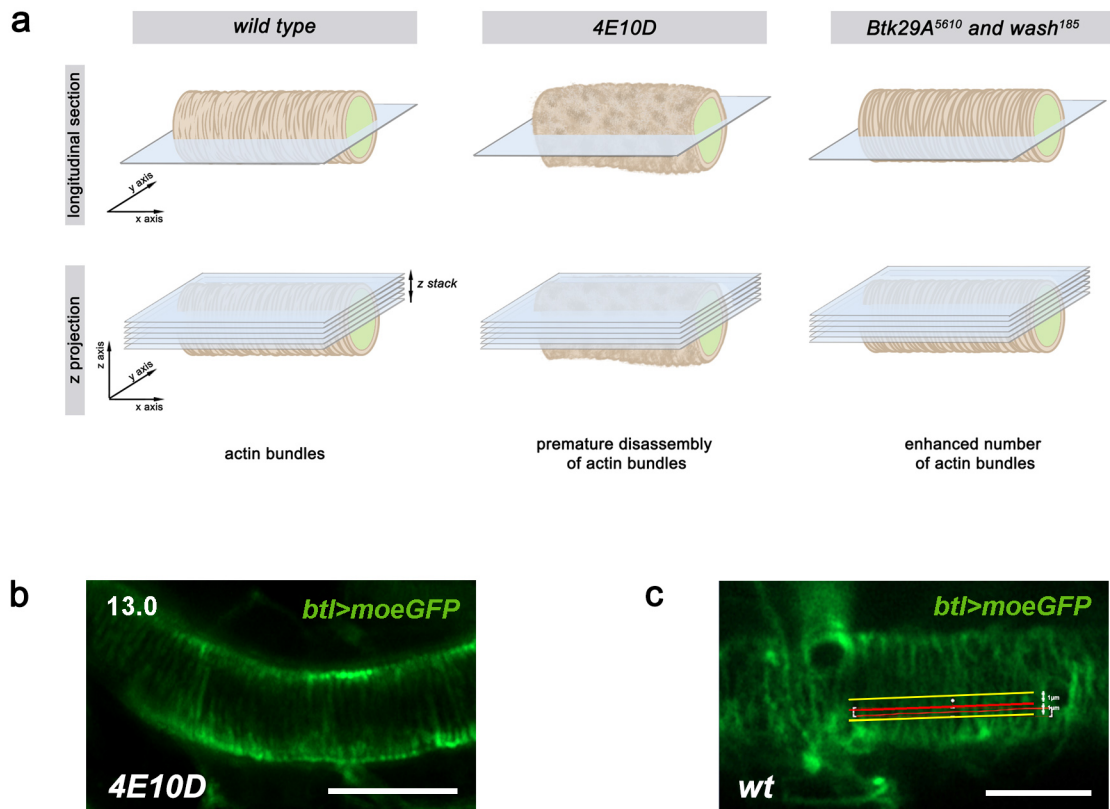 a
wild type
4E10D
Btk29A⁵⁶¹⁰ and wash¹⁸⁵
longitudinal section
y axis
x axis
z projection
z stack
z axis
y axis
x axis
actin bundles
premature disassembly
of actin bundles
enhanced number
of actin bundles
b
13.0
btl>moeGFP
4E10D
c
btl>moeGFP
1µm
1µm
wt